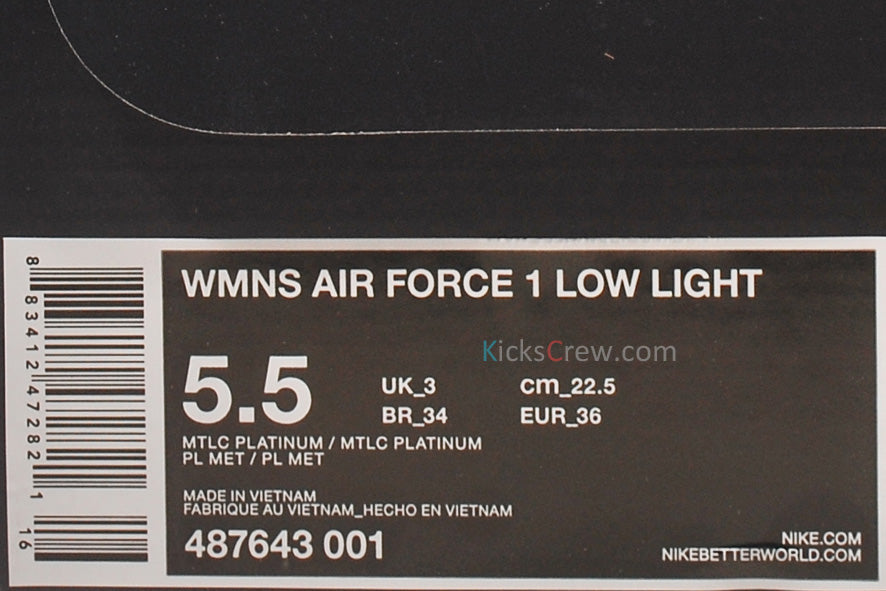 WMNS AIR FORCE 1 LOW LIGHT
KicksCrew.com
5.5
UK_3 cm_22.5
BR_34 EUR_36
MTLC PLATINUM / MTLC PLATINUM
PL MET / PL MET
MADE IN VIETNAM
FABRIQUE AU VIETNAM_HECHO EN VIETNAM
487643 001
NIKE.COM
NIKEBETTERWORLD.COM
8 83412 47282 1
16